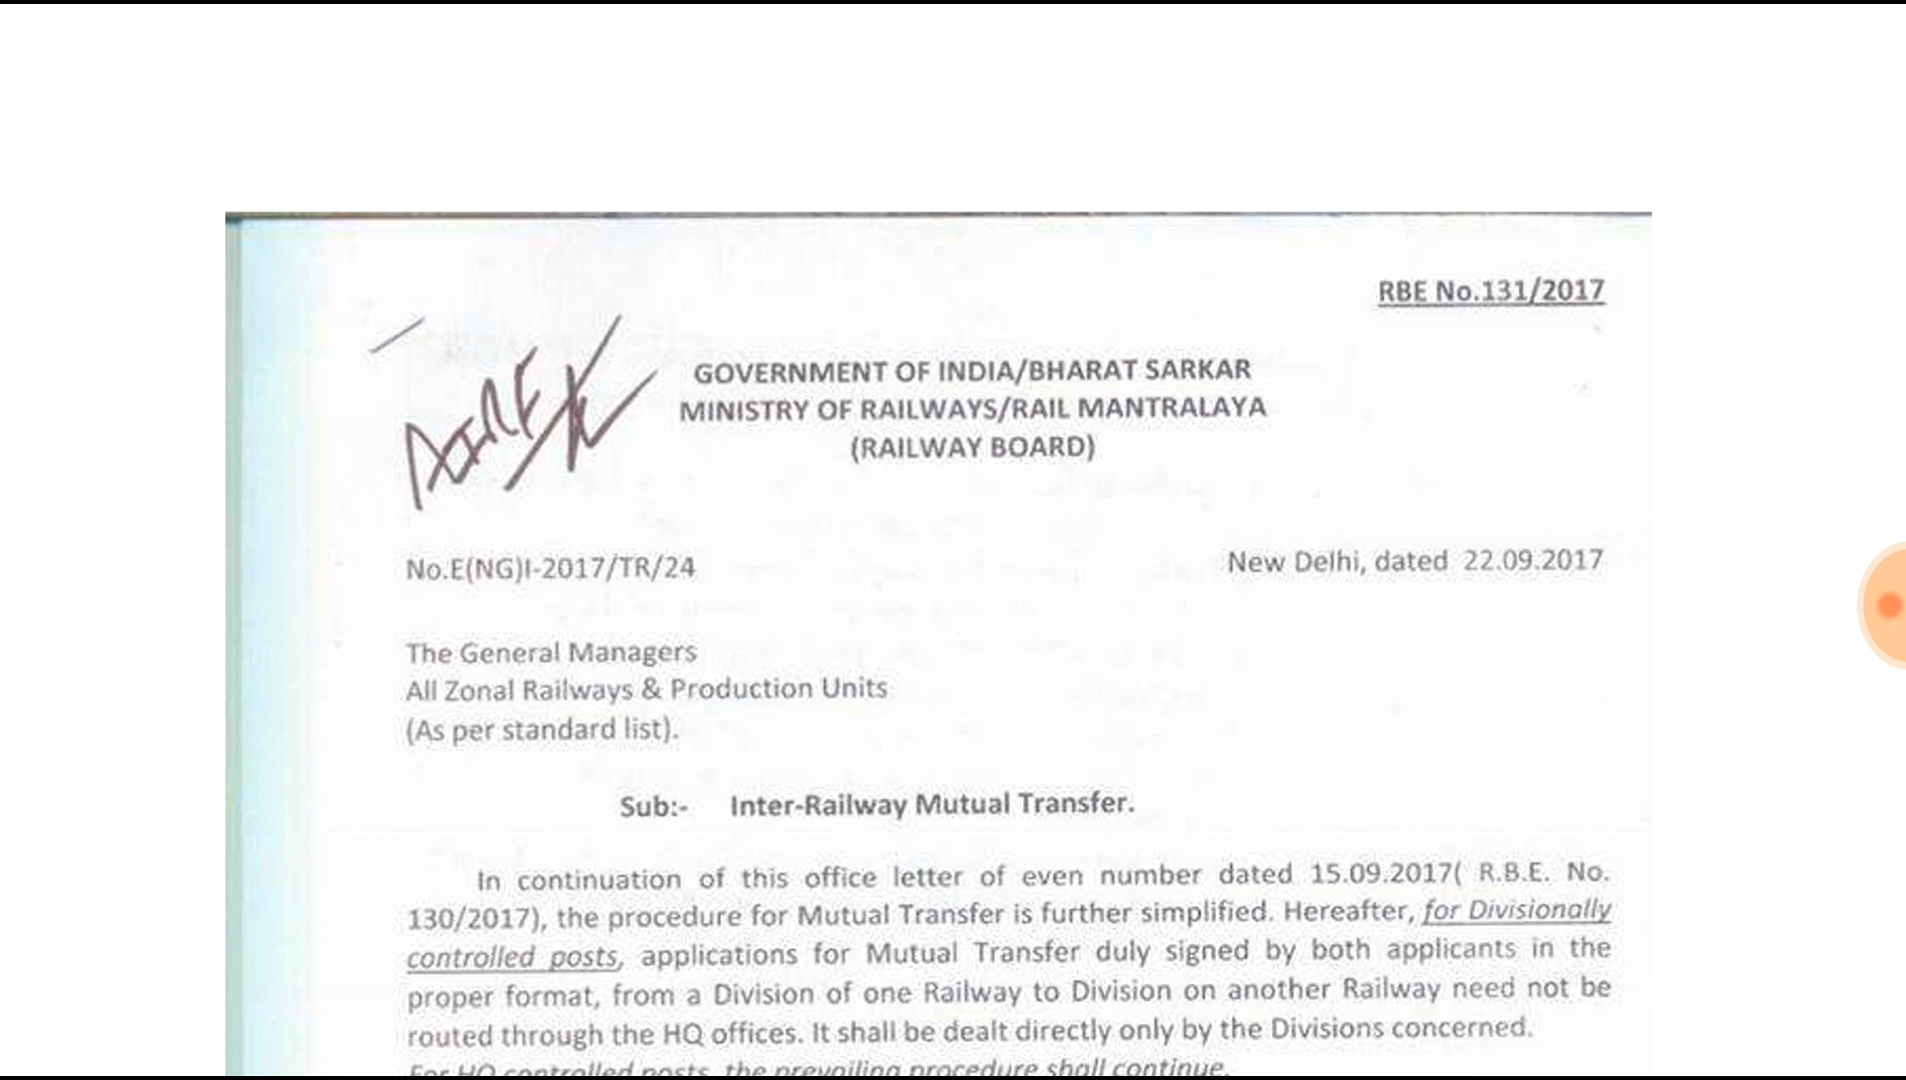 RBE No.131/2017
AIRF
GOVERNMENT OF INDIA/BHARAT SARKAR
MINISTRY OF RAILWAYS/RAIL MANTRALAYA
(RAILWAY BOARD)
No.E(NG)I-2017/TR/24
New Delhi, dated 22.09.2017
The General Managers
All Zonal Railways & Production Units
(As per standard list).
Sub:- Inter-Railway Mutual Transfer.
In continuation of this office letter of even number dated 15.09.2017( R.B.E. No.
130/2017), the procedure for Mutual Transfer is further simplified. Hereafter, for Divisionally
controlled posts, applications for Mutual Transfer duly signed by both applicants in the
proper format, from a Division of one Railway to Division on another Railway need not be
routed through the HQ offices. It shall be dealt directly only by the Divisions concerned.
For HQ controlled posts, the prevailing procedure shall continue.